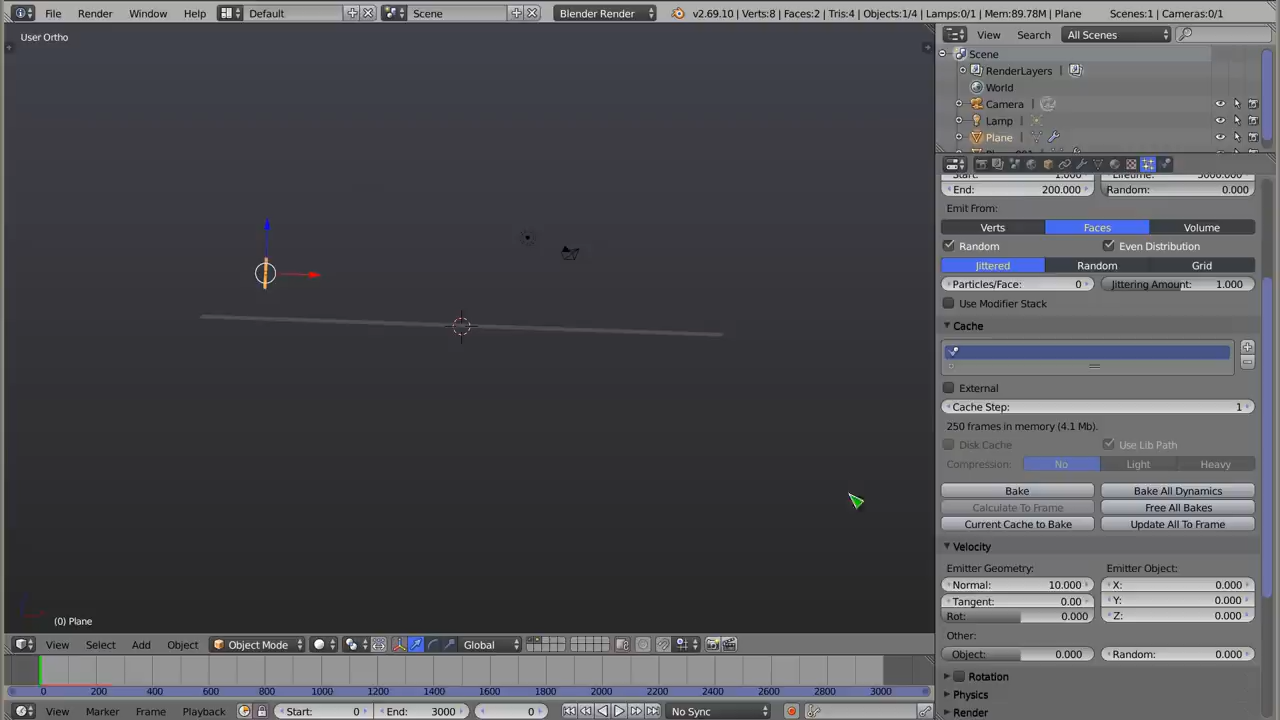 File Render Window Help Default Scene Blender Render v2.69.10 | Verts:8 | Faces:2 | Tris:4 | Objects:1/4 | Lamps:0/1 | Mem:89.78M | Plane Scenes:1 | Cameras:0/1
User Ortho
View Search All Scenes
Scene
RenderLayers
World
Camera
Lamp
Plane
Start: 1.000 Lifetime: 3000.000
End: 200.000 Random: 0.000
Emit From:
Verts Faces Volume
Random Even Distribution
Jittered Random Grid
Particles/Face: 0 Jittering Amount: 1.000
Use Modifier Stack
Cache
External
Cache Step: 1
250 frames in memory (4.1 Mb).
Disk Cache Use Lib Path
Compression: No Light Heavy
Bake Bake All Dynamics
Calculate To Frame Free All Bakes
Current Cache to Bake Update All To Frame
Velocity
Emitter Geometry: Emitter Object:
Normal: 10.000 X: 0.000
Tangent: 0.00 Y: 0.000
Rot: 0.000 Z: 0.000
Other:
Object: 0.000 Random: 0.000
Rotation
Physics
Render
(0) Plane
View Select Add Object Object Mode Global
0 200 400 600 800 1000 1200 1400 1600 1800 2000 2200 2400 2600 2800 3000
View Marker Frame Playback Start: 0 End: 3000 0 No Sync